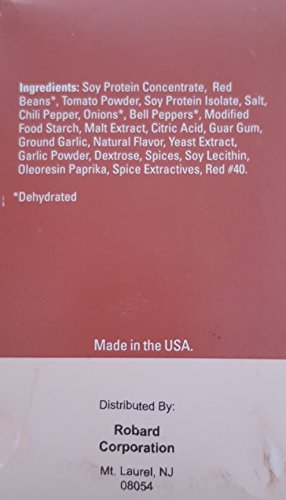 Ingredients: Soy Protein Concentrate, Red
Beans*, Tomato Powder, Soy Protein Isolate, Salt,
Chili Pepper, Onions*, Bell Peppers*, Modified
Food Starch, Malt Extract, Citric Acid, Guar Gum,
Ground Garlic, Natural Flavor, Yeast Extract,
Garlic Powder, Dextrose, Spices, Soy Lecithin,
Oleoresin Paprika, Spice Extractives, Red #40.
*Dehydrated
Made in the USA.
Distributed By:
Robard
Corporation
Mt. Laurel, NJ
08054